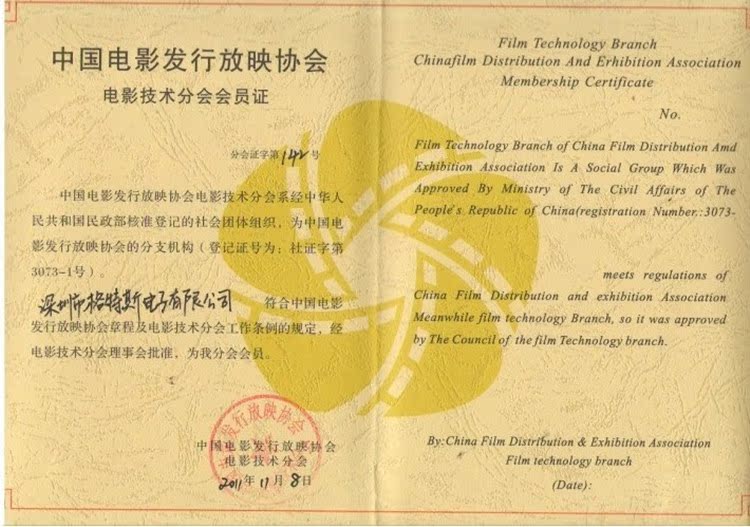 中国电影发行放映协会
电影技术分会会员证
分会证字第142号
中国电影发行放映协会电影技术分会系经中华人
民共和国民政部核准登记的社会团体组织，为中国电
影发行放映协会的分支机构（登记证号为：社证字第
3073-1号）。
深圳市格特斯电子有限公司 符合中国电影
发行放映协会章程及电影技术分会工作条例的规定，经
电影技术分会理事会批准，为我分会会员。
中国电影发行放映协会
电影技术分会
2011年11月8日
Film Technology Branch
Chinafilm Distribution And Erhibition Association
Membership Certificate
No.
Film Technology Branch of China Film Distribution Amd
Exhibition Association Is A Social Group Which Was
Approved By Ministry of The Civil Affairs of The
People's Republic of China(registration Number.:3073-
meets regulations of
China Film Distribution and exhibition Association
Meanwhile film technology Branch, so it was approved
by The Council of the film Technology branch.
By:China Film Distribution & Exhibition Association
Film technology branch
(Date):